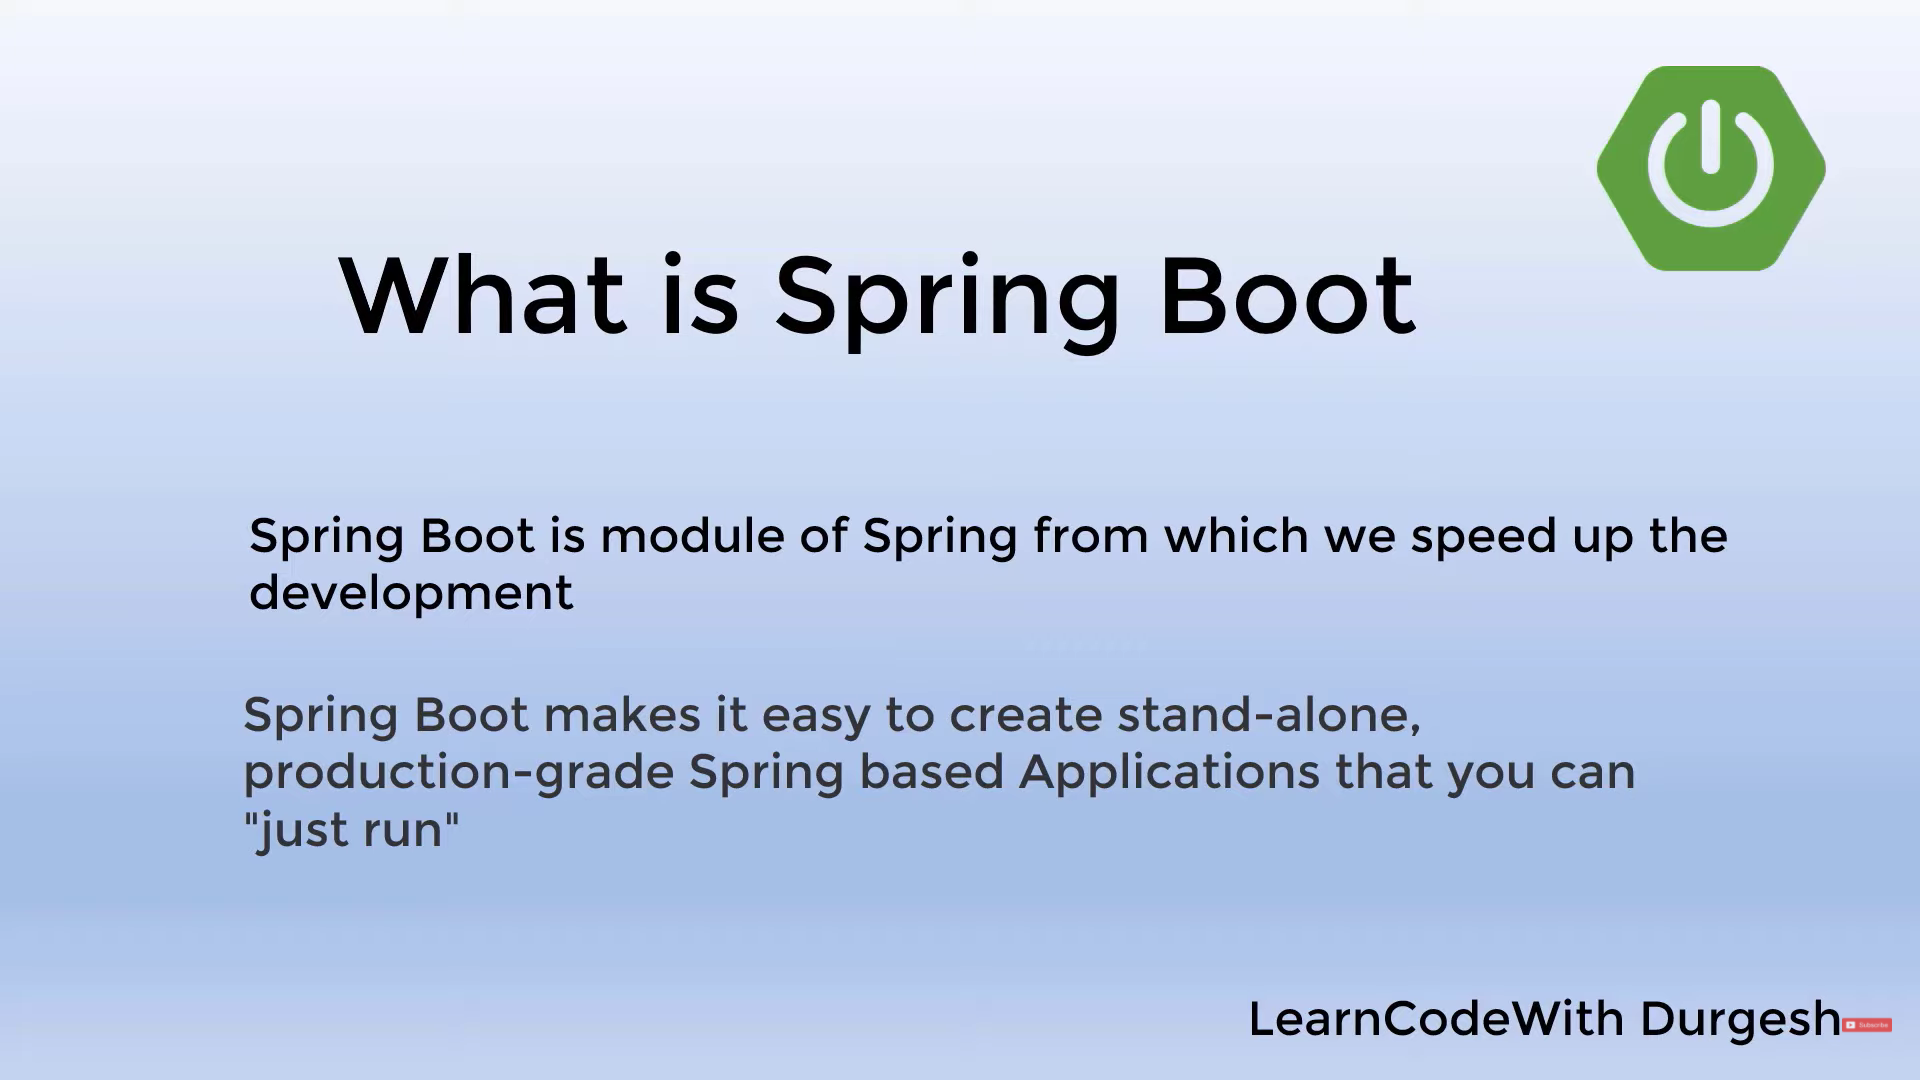 What is Spring Boot
Spring Boot is module of Spring from which we speed up the
development
Spring Boot makes it easy to create stand-alone,
production-grade Spring based Applications that you can
"just run"
LearnCodeWith Durgesh
Subscribe